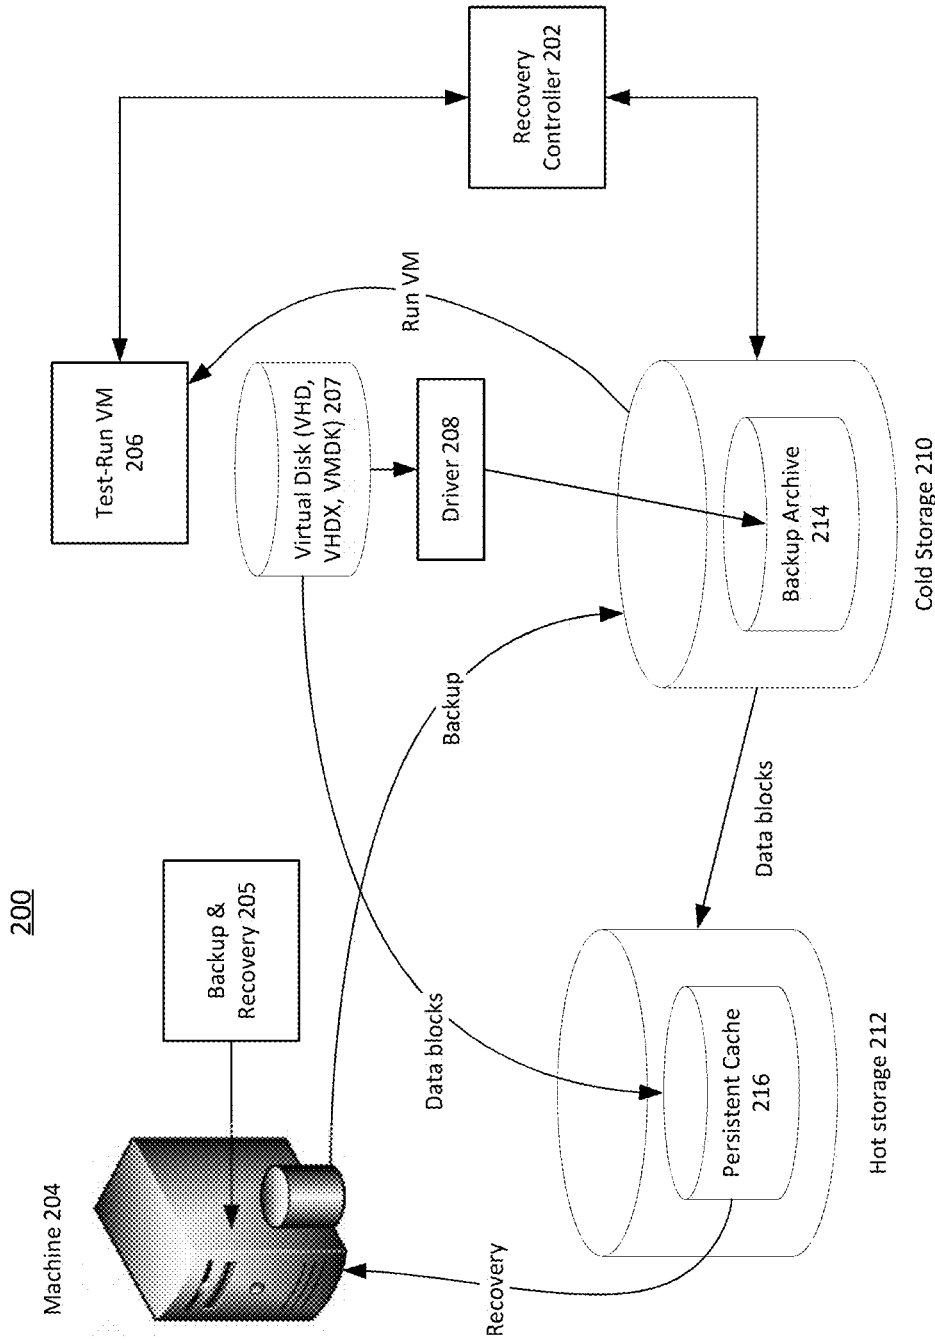 200
Machine 204
Backup &
Recovery 205
Test-Run VM
206
Virtual Disk (VHD,
VHDX, VMDK) 207
Driver 208
Recovery
Controller 202
Run VM
Backup
Data blocks
Data blocks
Recovery
Persistent Cache
216
Hot storage 212
Backup Archive
214
Cold Storage 210